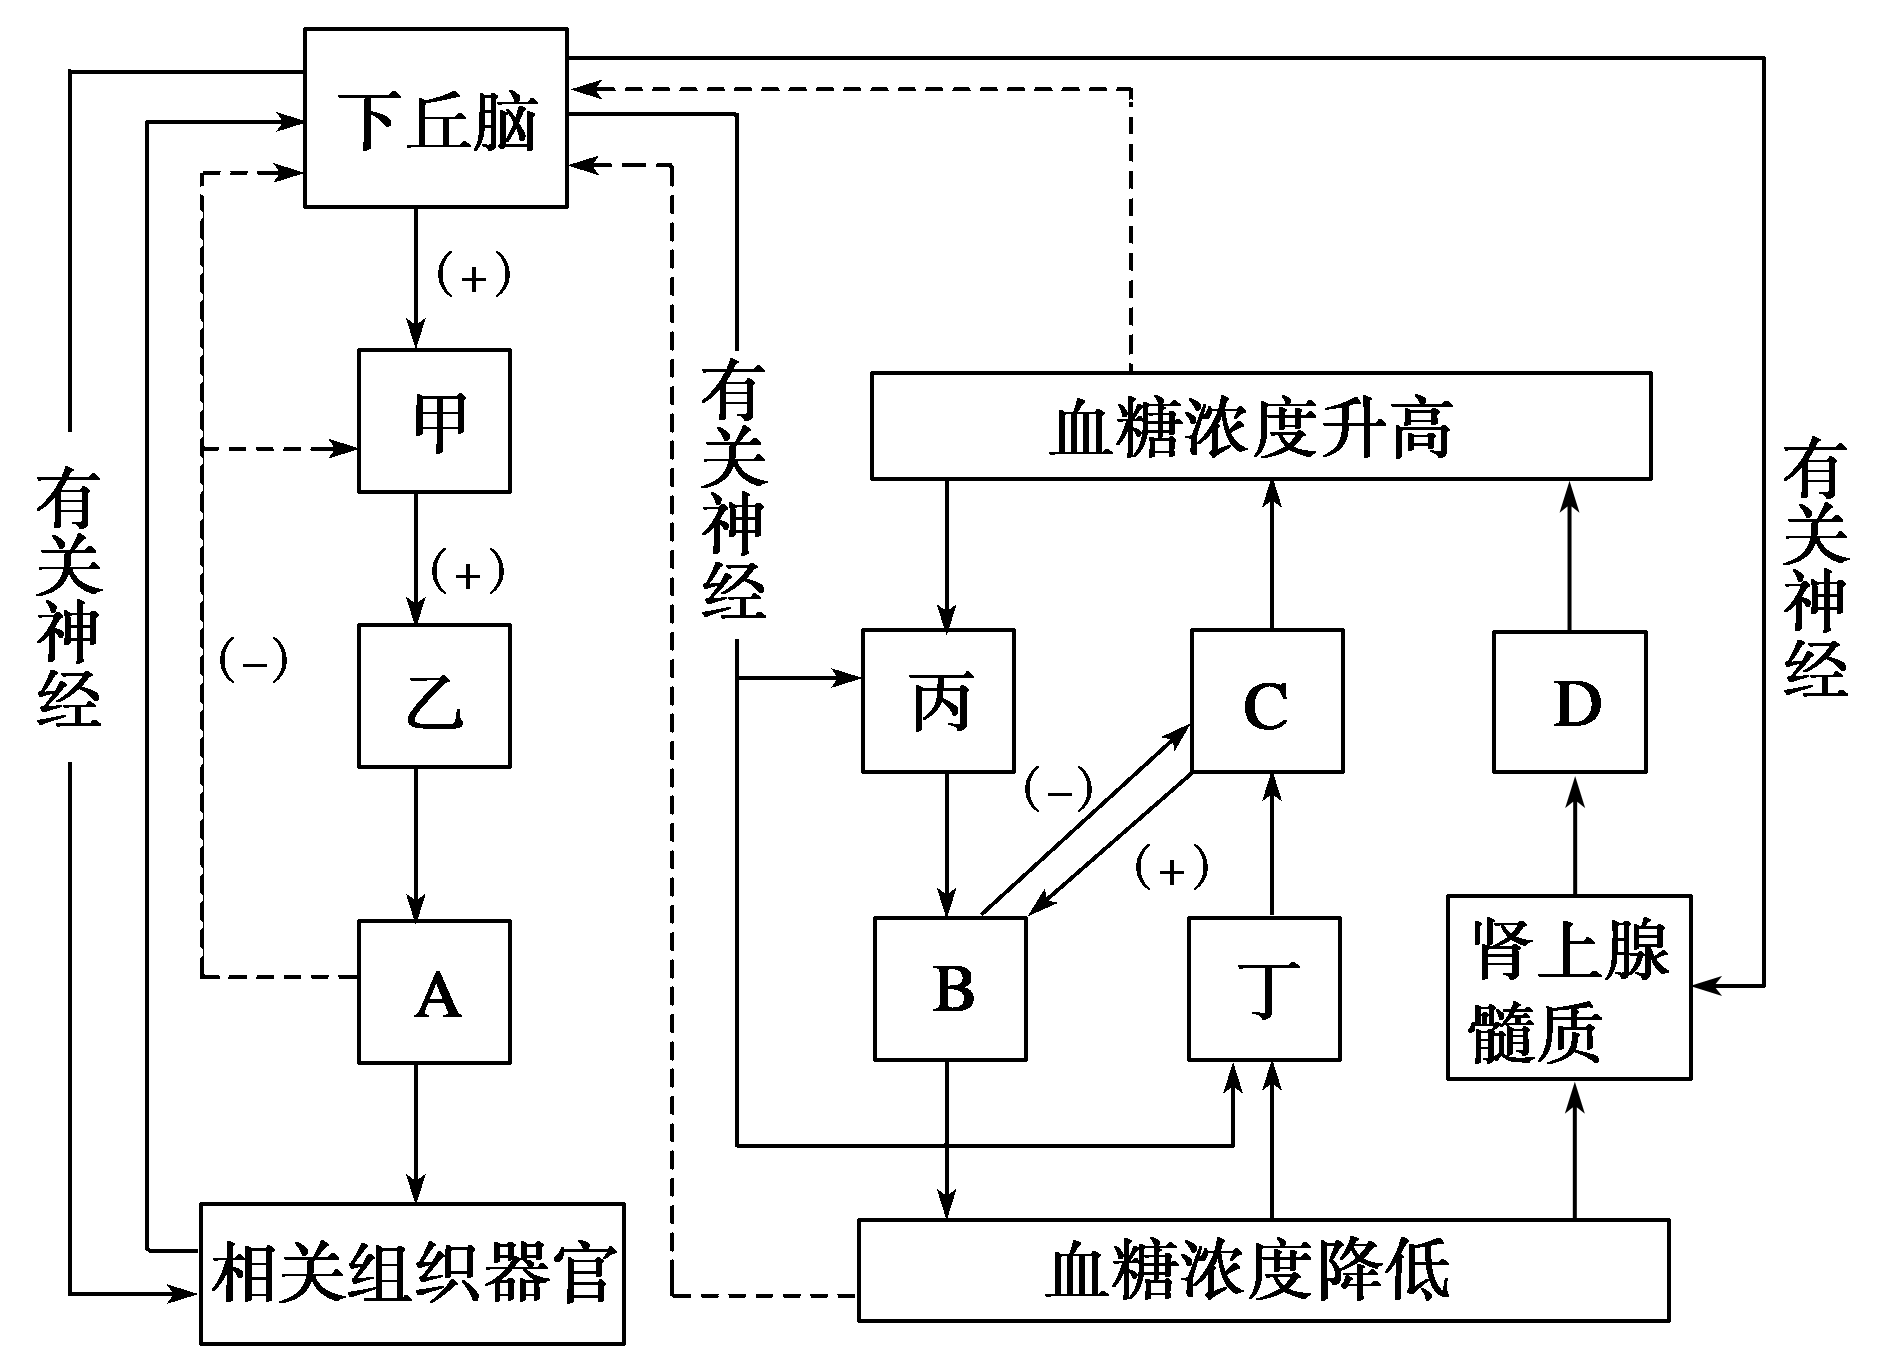 下丘脑
(+)
甲
(+)
乙
(-)
A
相关组织器官
有关神经
有关神经
有关神经
血糖浓度升高
丙
C
D
(-)
(+)
B
丁
肾上腺
髓质
血糖浓度降低